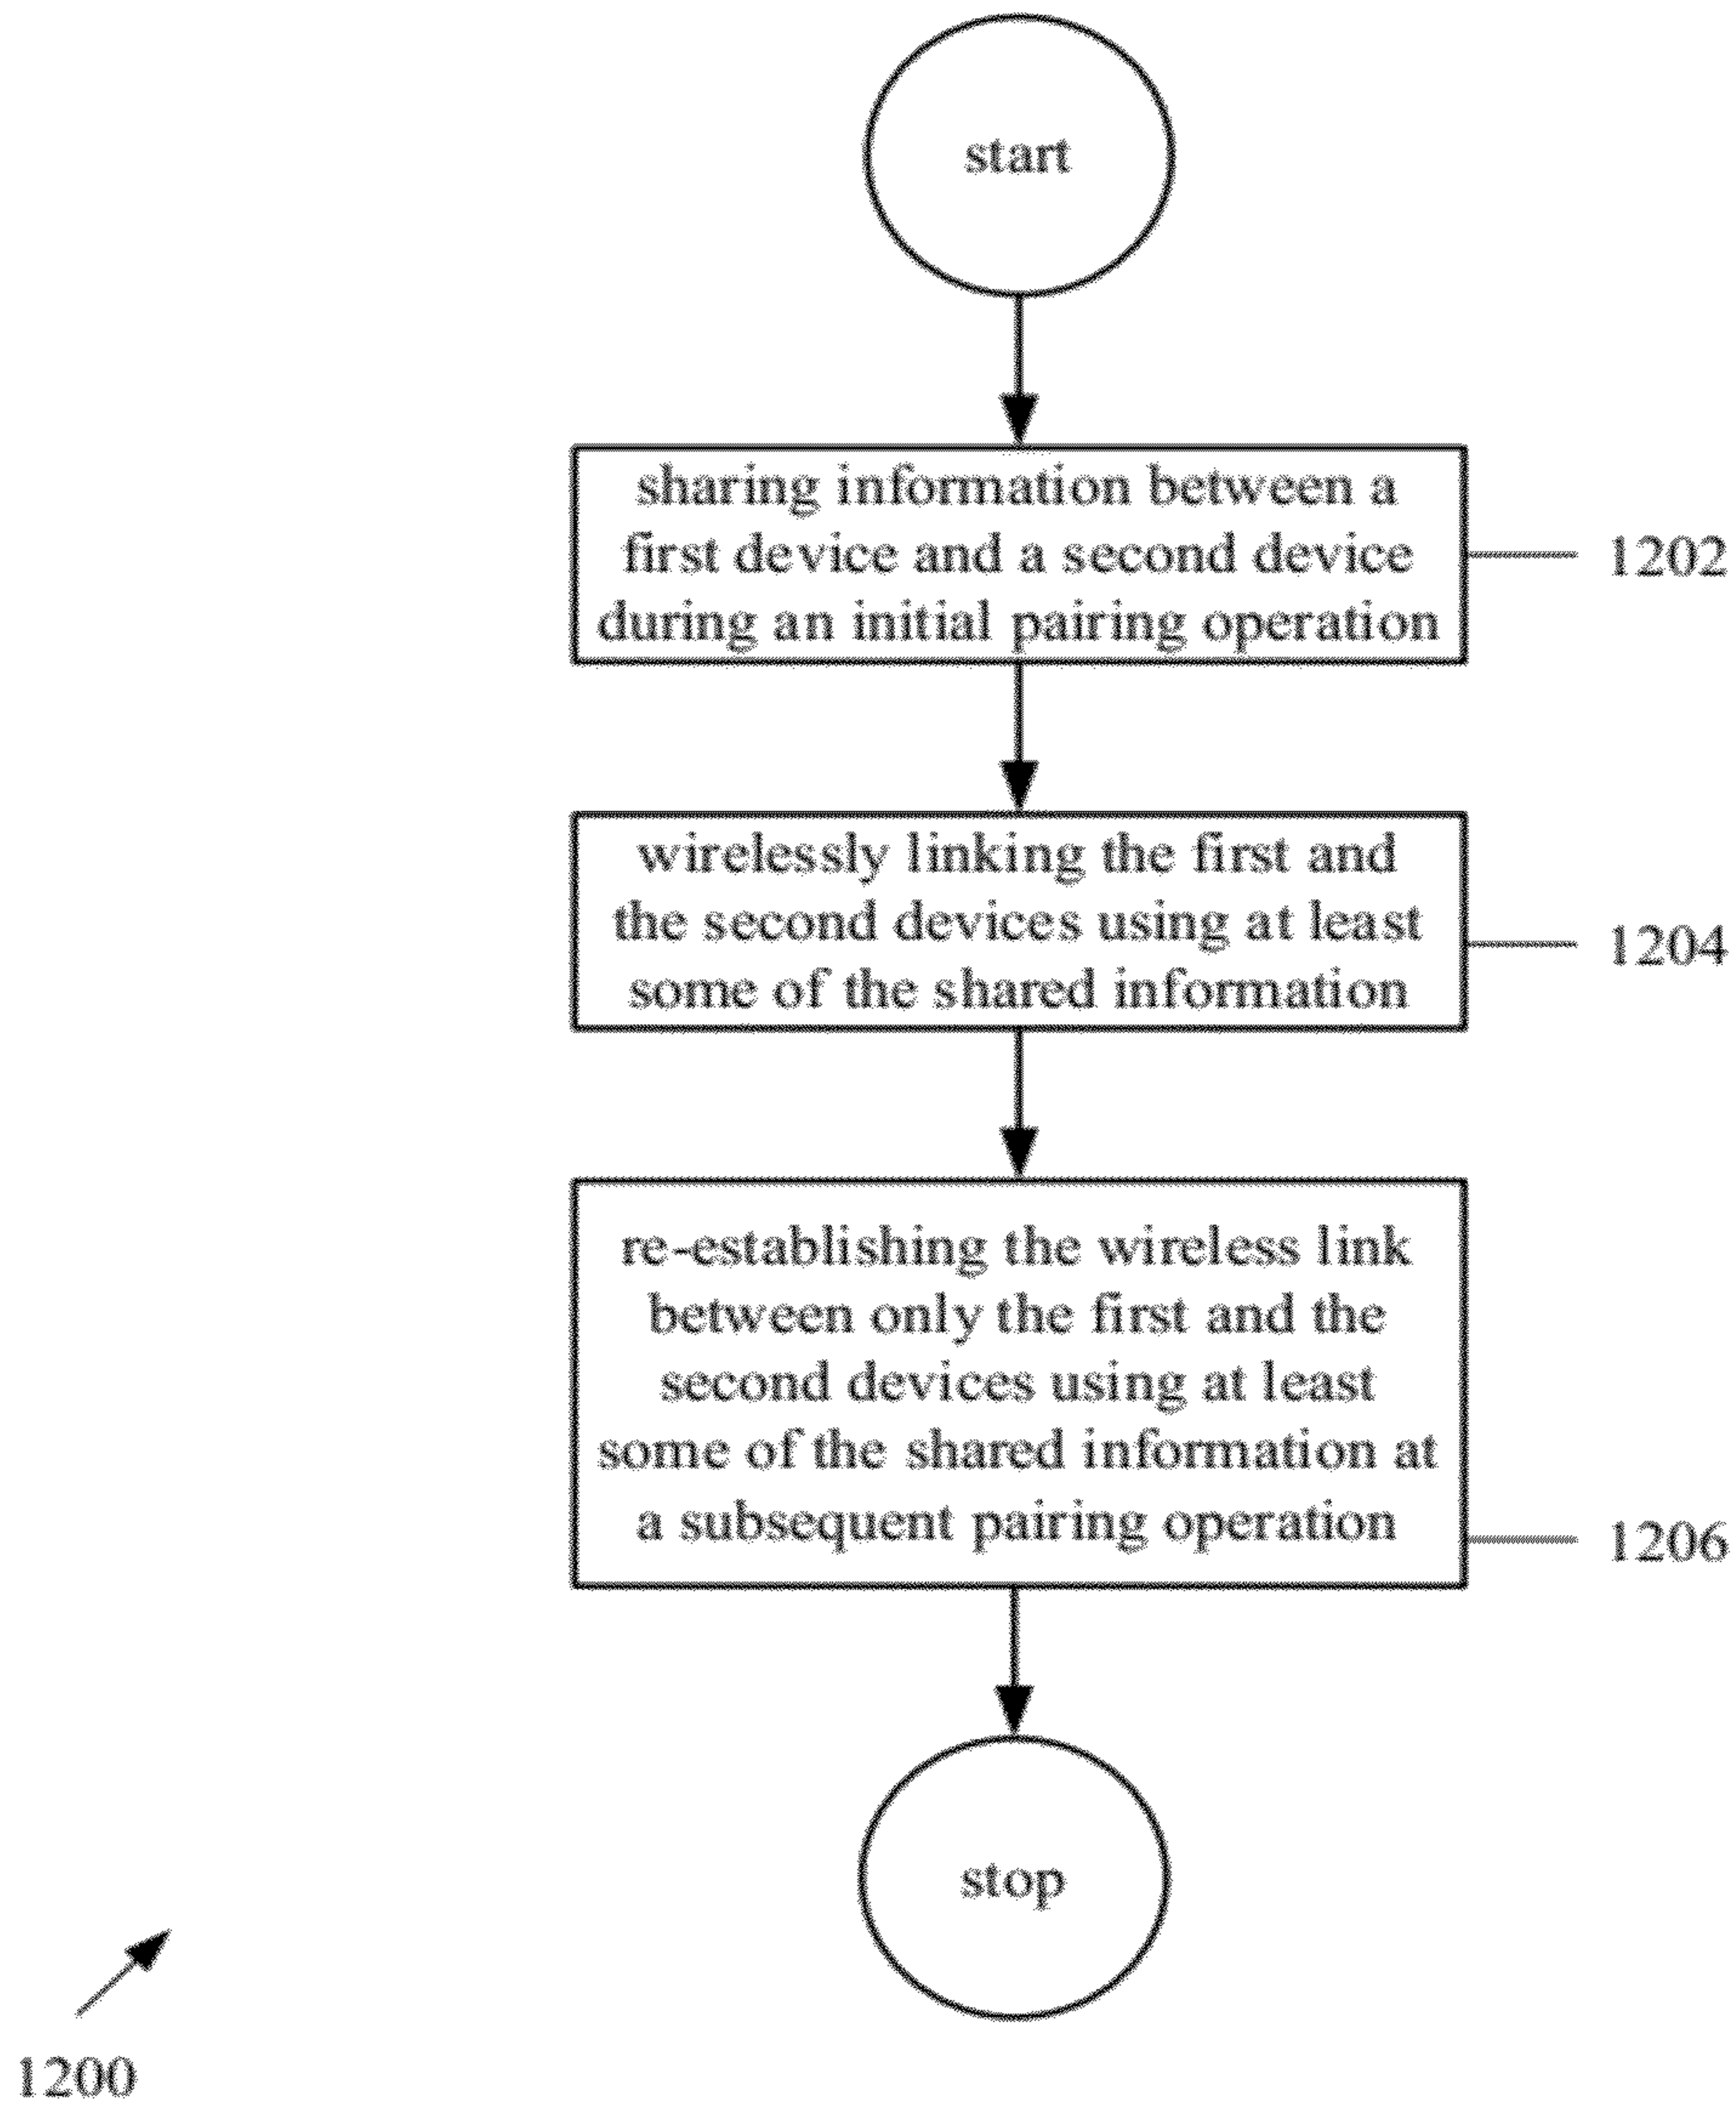 start
sharing information between a
first device and a second device
during an initial pairing operation
1202
wirelessly linking the first and
the second devices using at least
some of the shared information
1204
re-establishing the wireless link
between only the first and the
second devices using at least
some of the shared information at
a subsequent pairing operation
1206
stop
1200